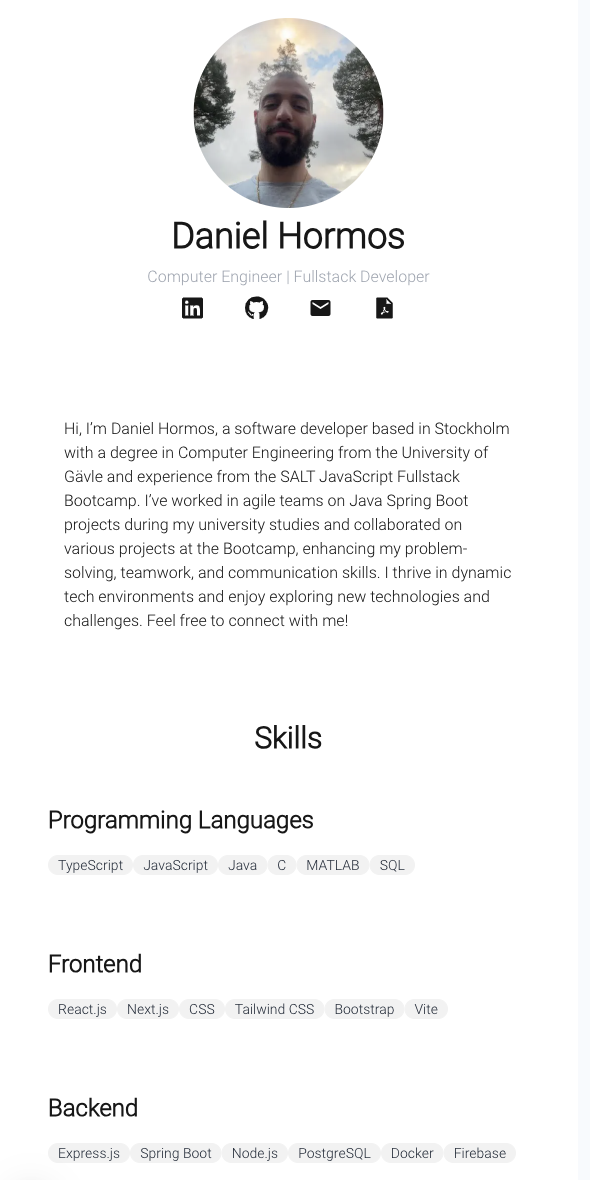 Daniel Hormos
Computer Engineer | Fullstack Developer
in
Hi, I’m Daniel Hormos, a software developer based in Stockholm
with a degree in Computer Engineering from the University of
Gävle and experience from the SALT JavaScript Fullstack
Bootcamp. I’ve worked in agile teams on Java Spring Boot
projects during my university studies and collaborated on
various projects at the Bootcamp, enhancing my problem-
solving, teamwork, and communication skills. I thrive in dynamic
tech environments and enjoy exploring new technologies and
challenges. Feel free to connect with me!
Skills
Programming Languages
TypeScript JavaScript Java C MATLAB SQL
Frontend
React.js Next.js CSS Tailwind CSS Bootstrap Vite
Backend
Express.js Spring Boot Node.js PostgreSQL Docker Firebase